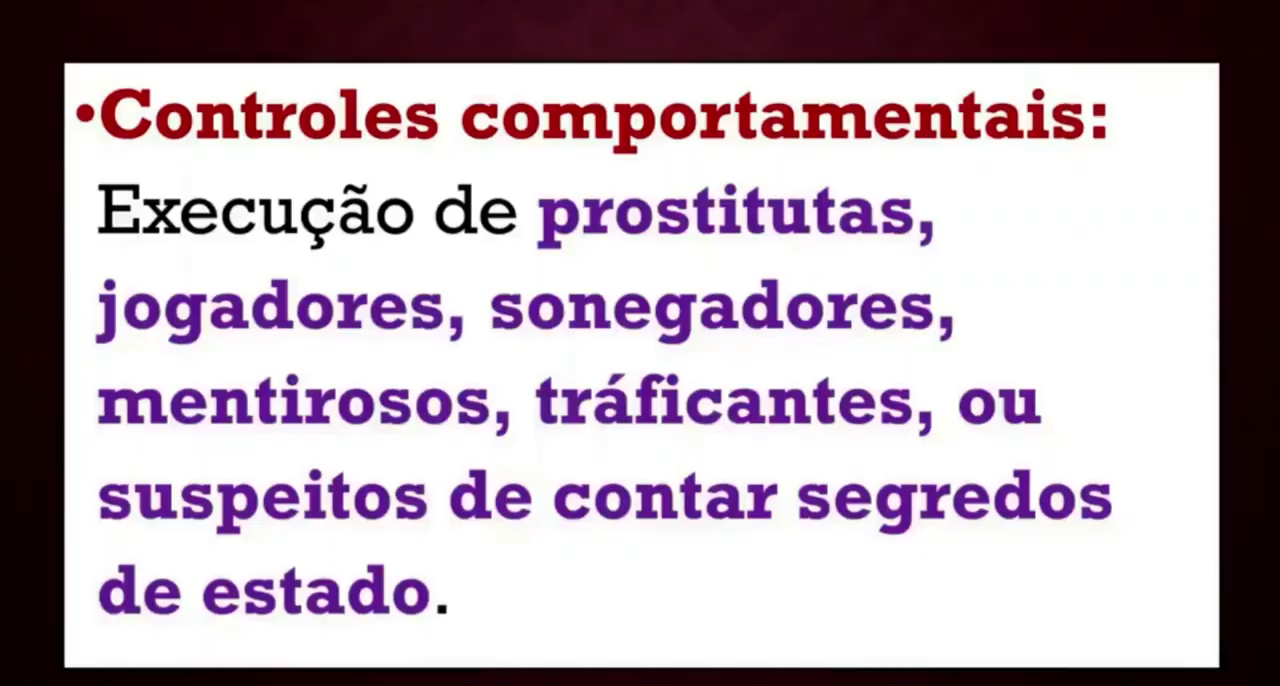 •Controles comportamentais:
Execução de prostitutas,
jogadores, sonegadores,
mentirosos, tráficantes, ou
suspeitos de contar segredos
de estado.